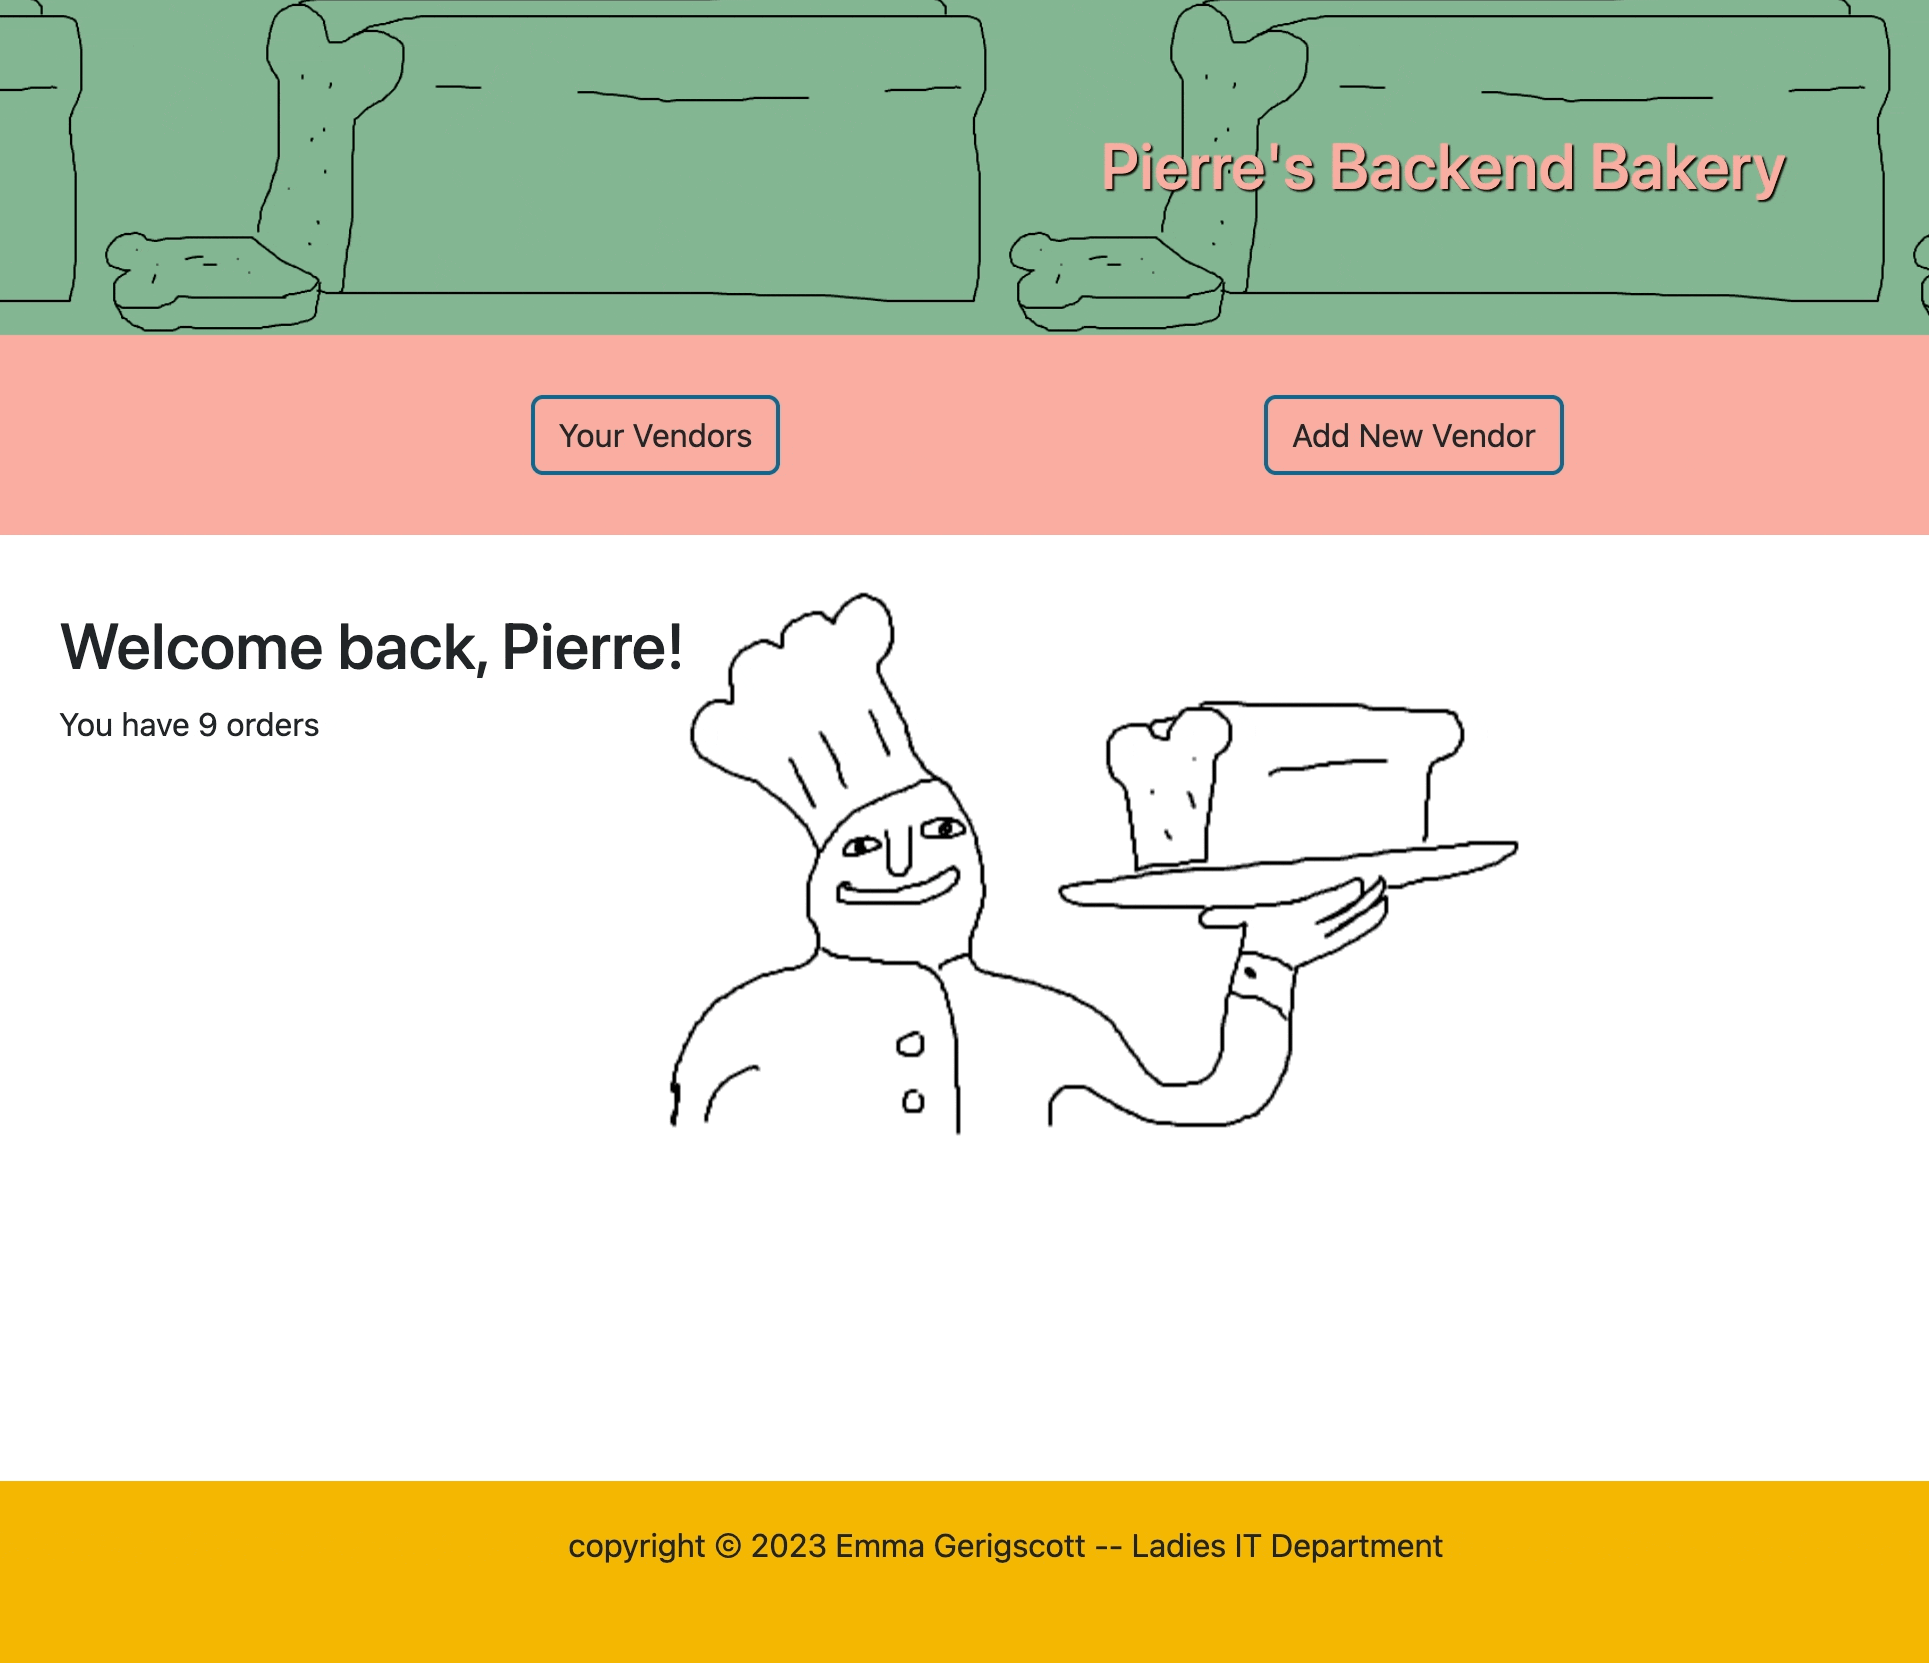 Pierre's Backend Bakery
Your Vendors
Add New Vendor
Welcome back, Pierre!
You have 9 orders
copyright © 2023 Emma Gerigscott -- Ladies IT Department